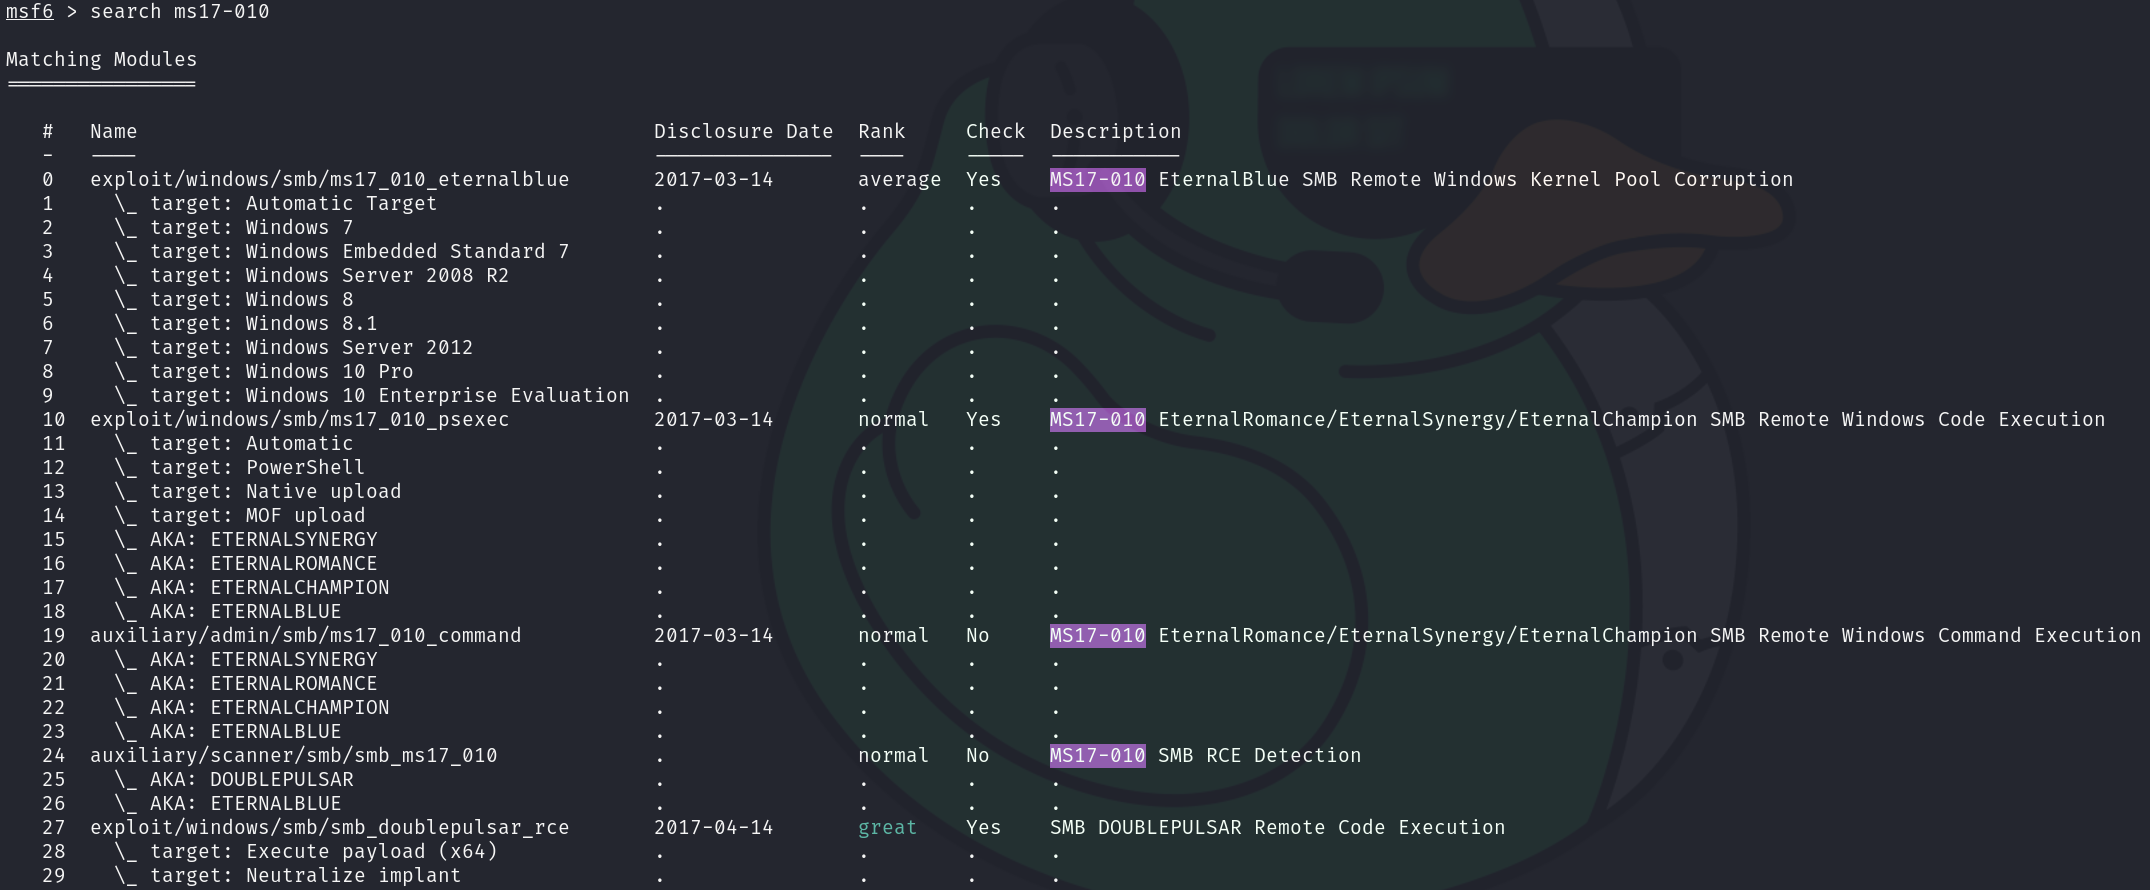 msf6 > search ms17-010
Matching Modules
================
#   Name   Disclosure Date   Rank   Check   Description
-   ----   ---------------   ----   -----   -----------
0   exploit/windows/smb/ms17_010_eternalblue   2017-03-14   average   Yes   MS17-010 EternalBlue SMB Remote Windows Kernel Pool Corruption
1   \_ target: Automatic Target   .   .   .   .
2   \_ target: Windows 7   .   .   .   .
3   \_ target: Windows Embedded Standard 7   .   .   .   .
4   \_ target: Windows Server 2008 R2   .   .   .   .
5   \_ target: Windows 8   .   .   .   .
6   \_ target: Windows 8.1   .   .   .   .
7   \_ target: Windows Server 2012   .   .   .   .
8   \_ target: Windows 10 Pro   .   .   .   .
9   \_ target: Windows 10 Enterprise Evaluation   .   .   .   .
10   exploit/windows/smb/ms17_010_psexec   2017-03-14   normal   Yes   MS17-010 EternalRomance/EternalSynergy/EternalChampion SMB Remote Windows Code Execution
11   \_ target: Automatic   .   .   .   .
12   \_ target: PowerShell   .   .   .   .
13   \_ target: Native upload   .   .   .   .
14   \_ target: MOF upload   .   .   .   .
15   \_ AKA: ETERNALSYNERGY   .   .   .   .
16   \_ AKA: ETERNALROMANCE   .   .   .   .
17   \_ AKA: ETERNALCHAMPION   .   .   .   .
18   \_ AKA: ETERNALBLUE   .   .   .   .
19   auxiliary/admin/smb/ms17_010_command   2017-03-14   normal   No   MS17-010 EternalRomance/EternalSynergy/EternalChampion SMB Remote Windows Command Execution
20   \_ AKA: ETERNALSYNERGY   .   .   .   .
21   \_ AKA: ETERNALROMANCE   .   .   .   .
22   \_ AKA: ETERNALCHAMPION   .   .   .   .
23   \_ AKA: ETERNALBLUE   .   .   .   .
24   auxiliary/scanner/smb/smb_ms17_010   .   normal   No   MS17-010 SMB RCE Detection
25   \_ AKA: DOUBLEPULSAR   .   .   .   .
26   \_ AKA: ETERNALBLUE   .   .   .   .
27   exploit/windows/smb/smb_doublepulsar_rce   2017-04-14   great   Yes   SMB DOUBLEPULSAR Remote Code Execution
28   \_ target: Execute payload (x64)   .   .   .   .
29   \_ target: Neutralize implant   .   .   .   .